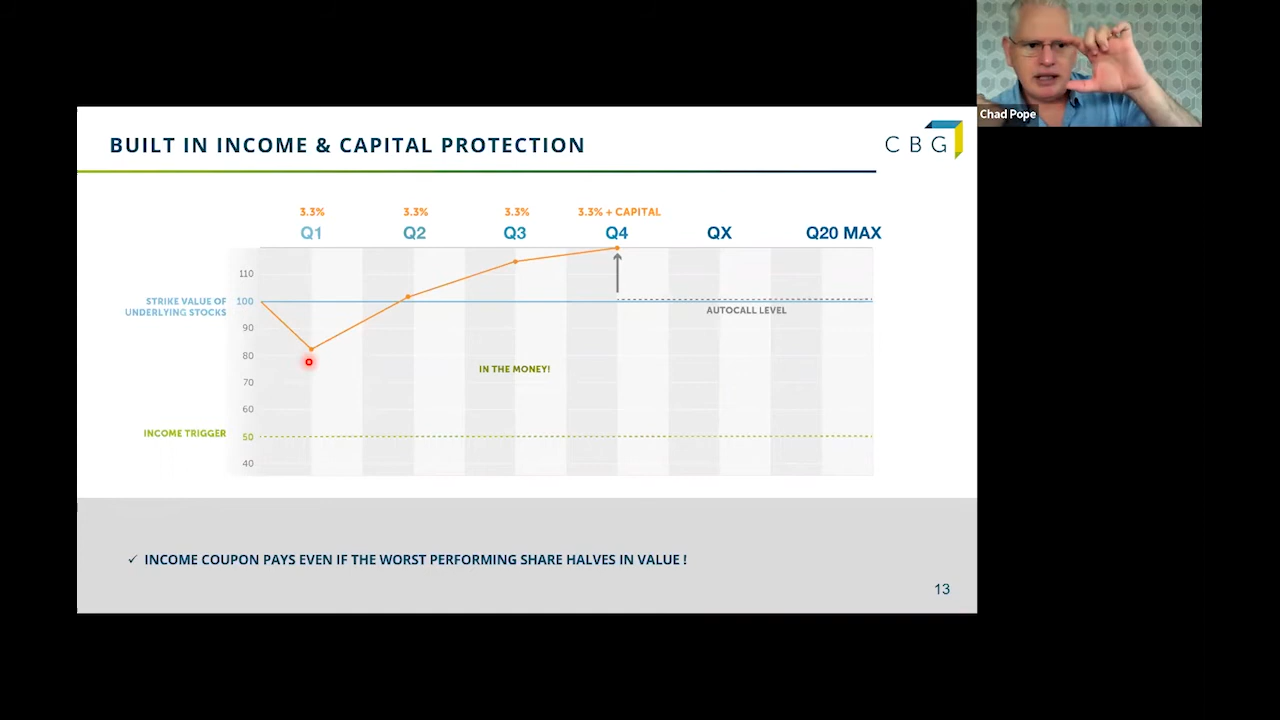 Chad Pope
BUILT IN INCOME & CAPITAL PROTECTION
CBG
3.3% 3.3% 3.3% 3.3% + CAPITAL
Q1 Q2 Q3 Q4 QX Q20 MAX
110
STRIKE VALUE OF
UNDERLYING STOCKS
100
AUTOCALL LEVEL
90
80
IN THE MONEY!
70
60
INCOME TRIGGER 50
40
✓ INCOME COUPON PAYS EVEN IF THE WORST PERFORMING SHARE HALVES IN VALUE !
13